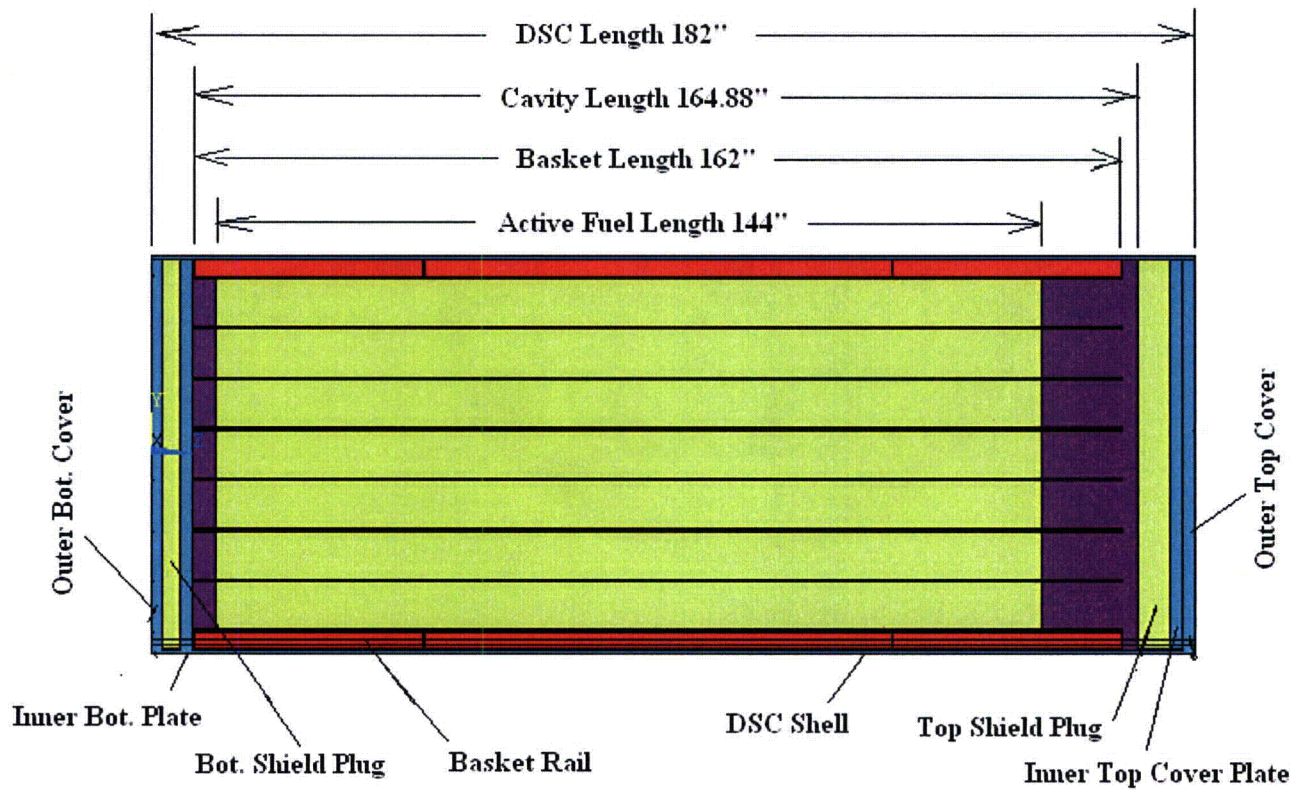 DSC Length 182"
Cavity Length 164.88"
Basket Length 162"
Active Fuel Length 144"
Outer Bot. Cover
Y
X
Z
Outer Top Cover
Inner Bot. Plate
Bot. Shield Plug
Basket Rail
DSC Shell
Top Shield Plug
Inner Top Cover Plate